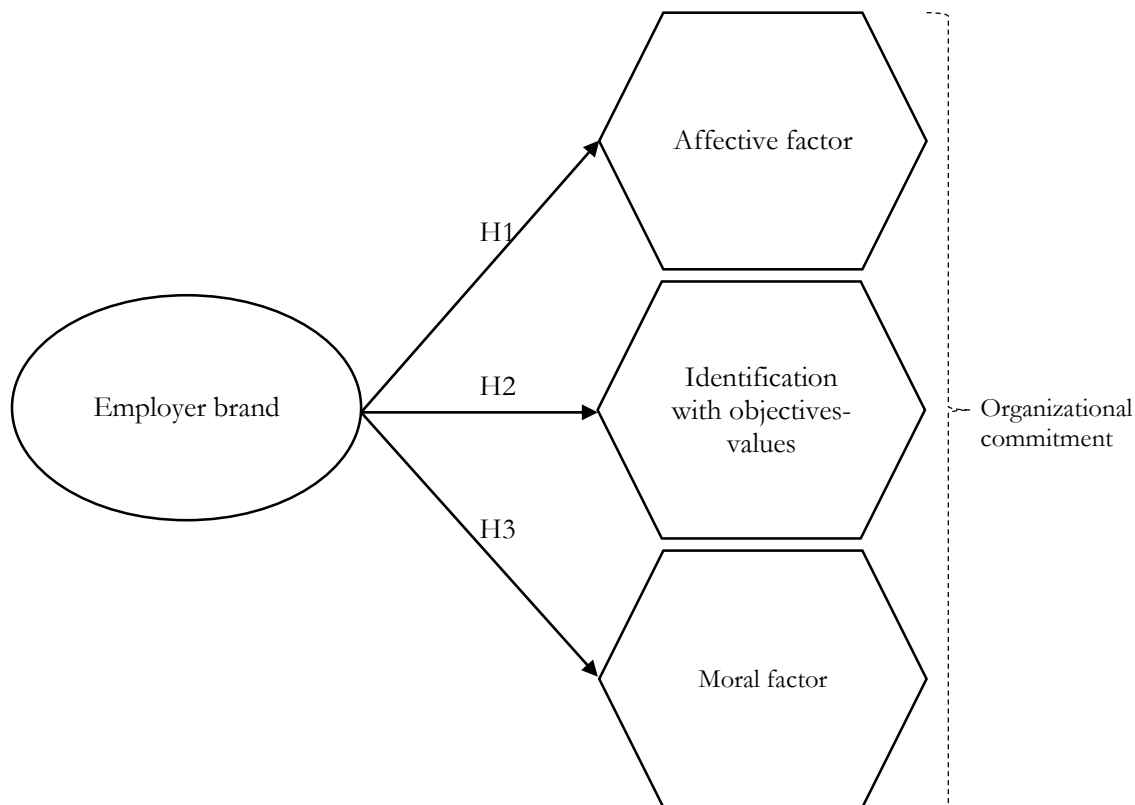 Affective factor
H1
Employer brand
H2
Identification
with objectives-
values
Organizational
commitment
H3
Moral factor